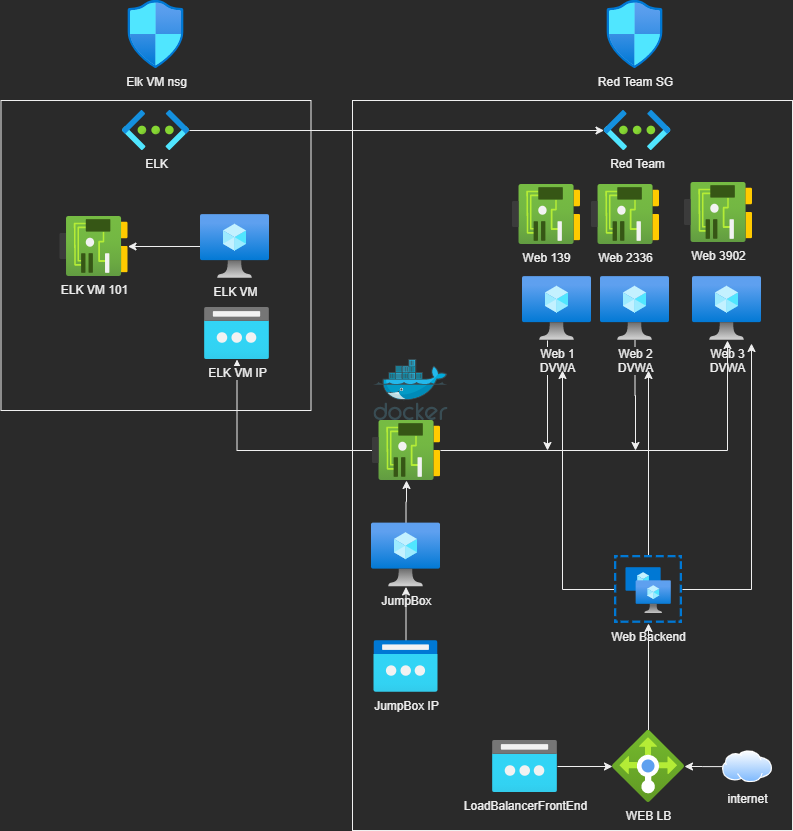 Elk VM nsg
Red Team SG
ELK
Red Team
Web 139
Web 2336
Web 3902
ELK VM 101
ELK VM
ELK VM IP
Web 1
DVWA
Web 2
DVWA
Web 3
DVWA
docker
JumpBox
Web Backend
JumpBox IP
LoadBalancerFrontEnd
WEB LB
internet